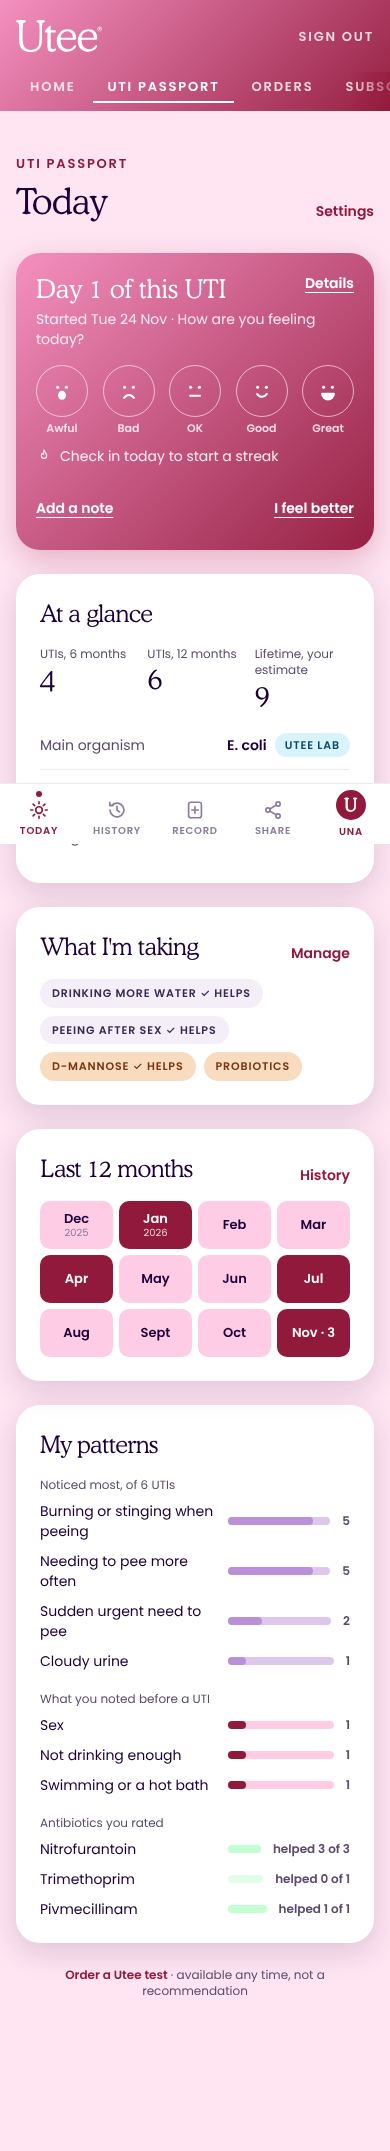 Utee®
SIGN OUT
HOME
UTI PASSPORT
ORDERS
UTI PASSPORT
Today
Settings
Day 1 of this UTI
Details
Started Tue 24 Nov · How are you feeling
today?
Awful
Bad
OK
Good
Great
Check in today to start a streak
Add a note
I feel better
At a glance
UTIs, 6 months
4
UTIs, 12 months
6
Lifetime, your
estimate
9
Main organism
E. coli
UTEE LAB
TODAY
HISTORY
RECORD
SHARE
U
UNA
What I'm taking
Manage
DRINKING MORE WATER ✓ HELPS
PEEING AFTER SEX ✓ HELPS
D-MANNOSE ✓ HELPS
PROBIOTICS
Last 12 months
History
Dec
2025
Jan
2026
Feb
Mar
Apr
May
Jun
Jul
Aug
Sept
Oct
Nov · 3
My patterns
Noticed most, of 6 UTIs
Burning or stinging when
peeing
5
Needing to pee more
often
5
Sudden urgent need to
pee
2
Cloudy urine
1
What you noted before a UTI
Sex
1
Not drinking enough
1
Swimming or a hot bath
1
Antibiotics you rated
Nitrofurantoin
helped 3 of 3
Trimethoprim
helped 0 of 1
Pivmecillinam
helped 1 of 1
Order a Utee test · available any time, not a
recommendation